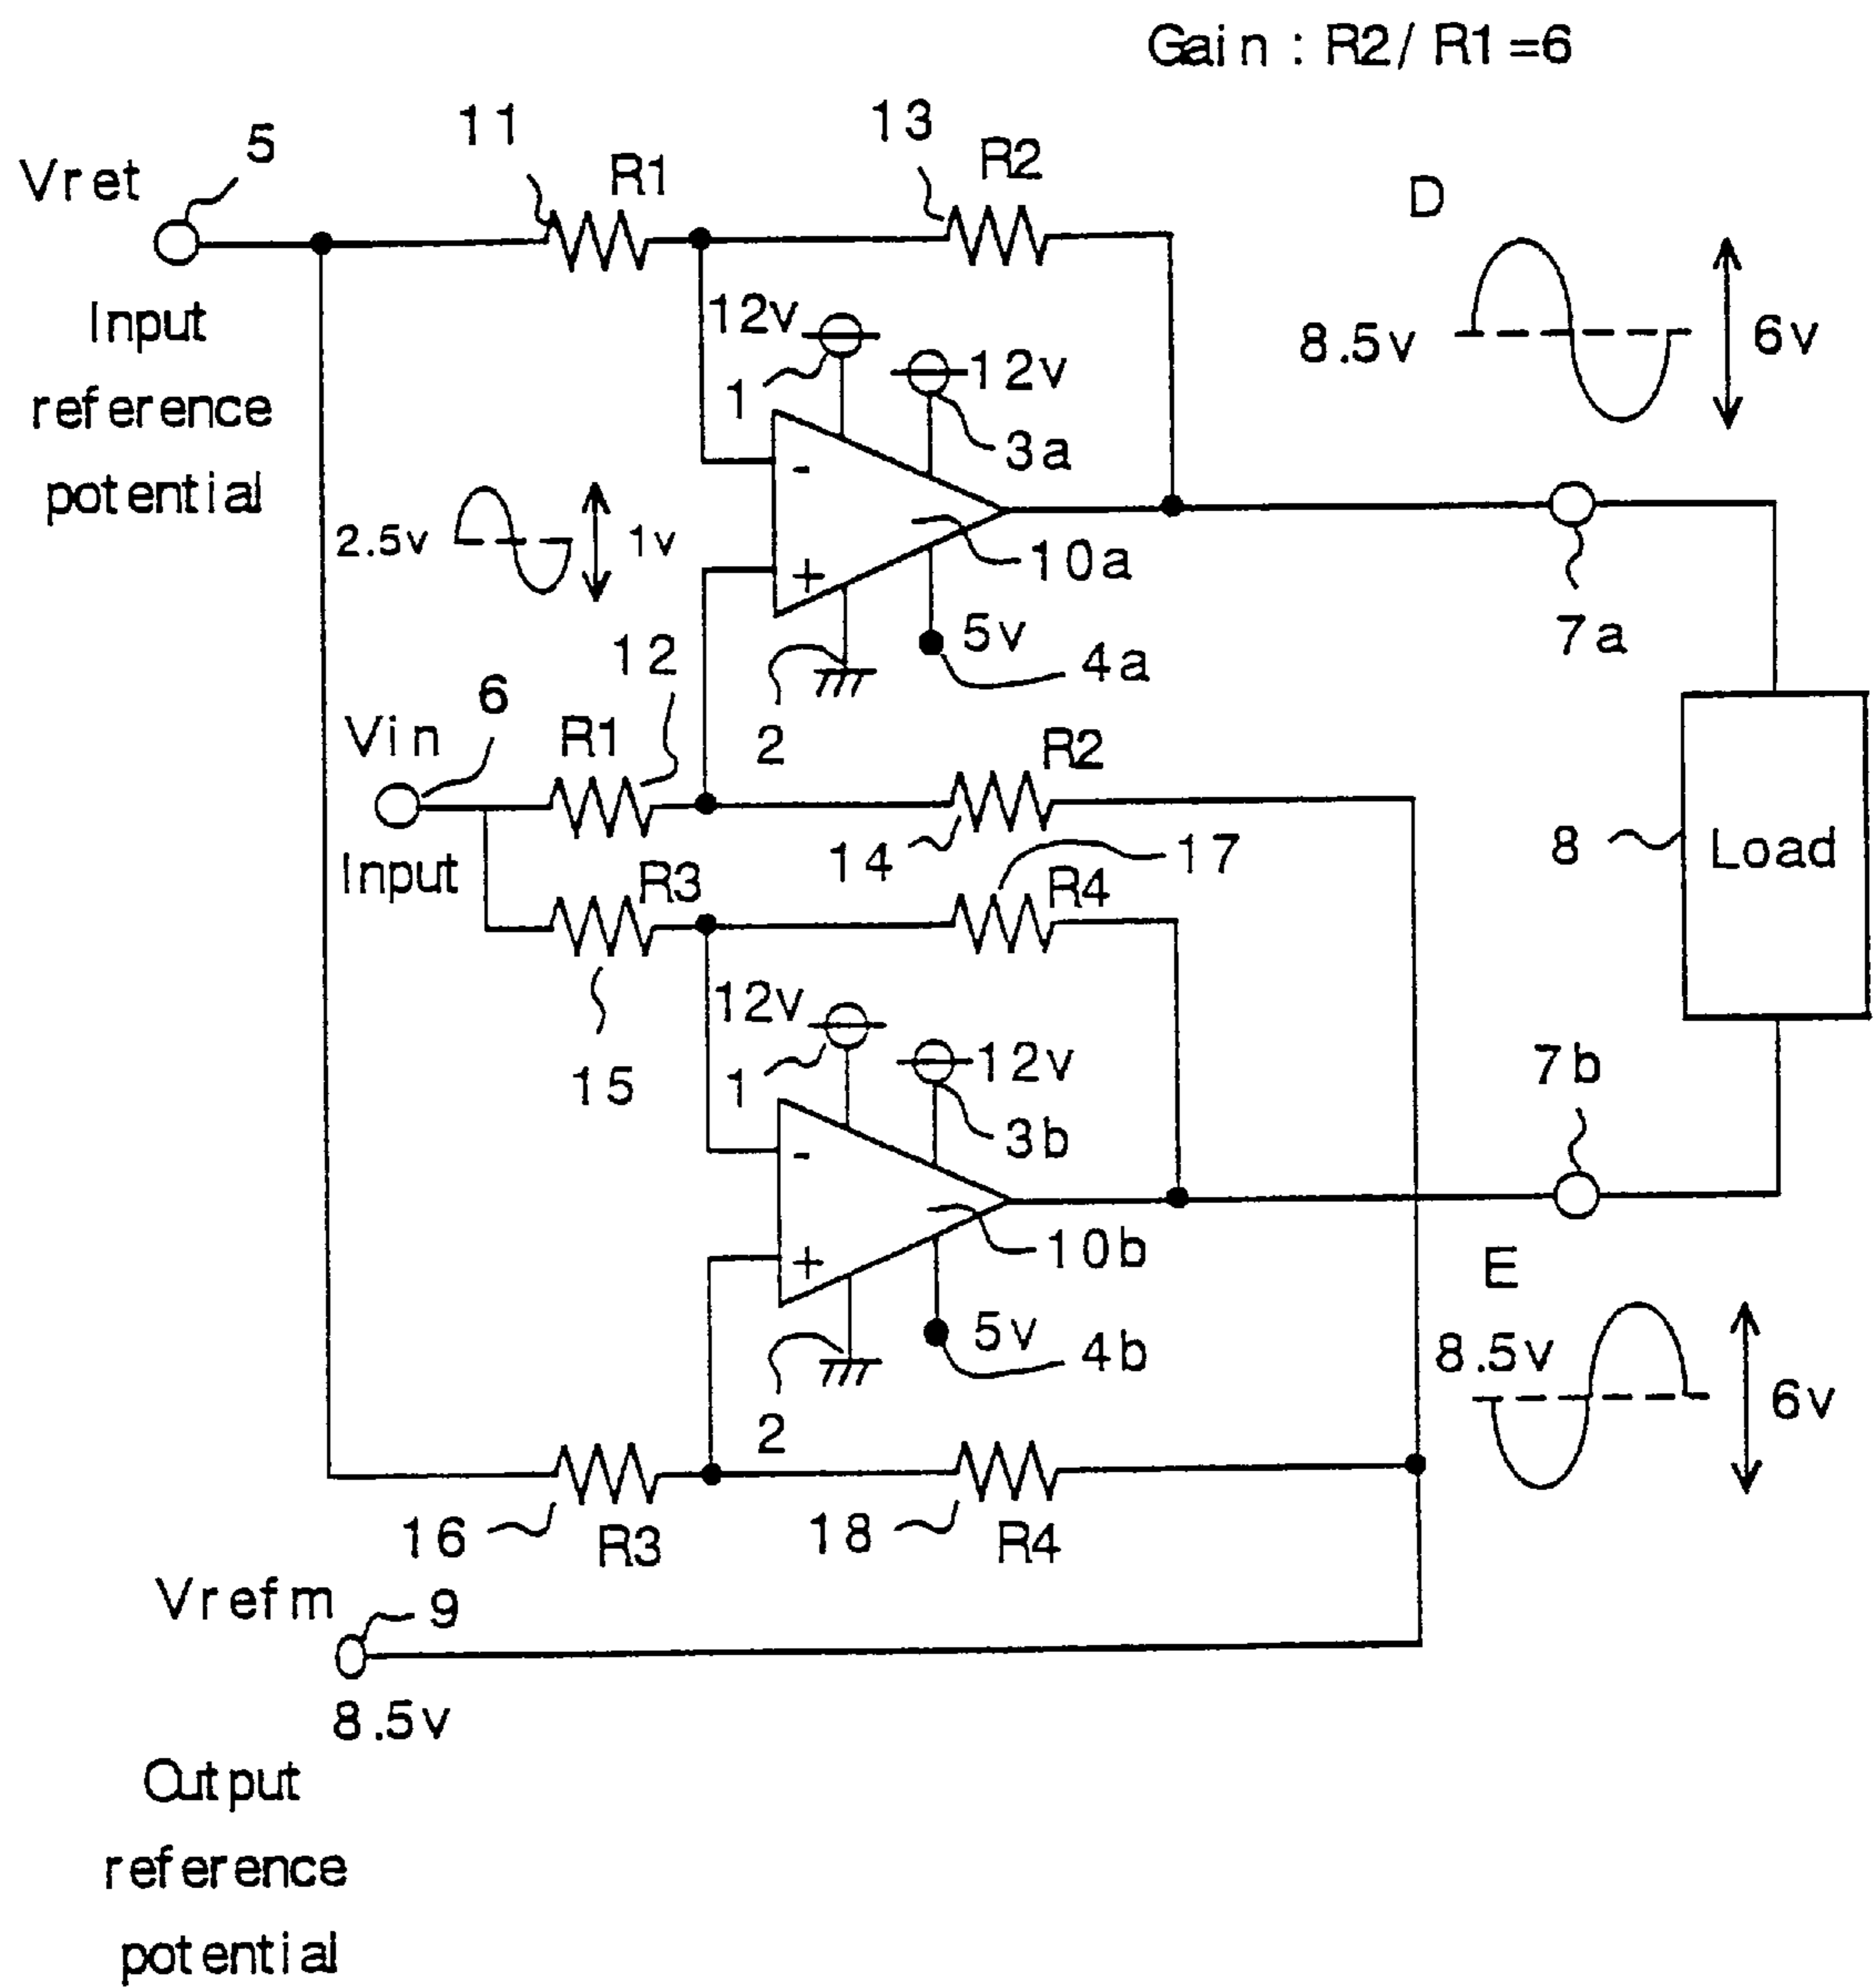 Gain : R2/ R1 =6
11
13
5
Vret
R1
R2
D
Input
reference
potential
12v
12v
1
3a
8.5v
6v
-
2.5v
1v
+
10a
5v
7a
12
4a
6
2
Vin
R1
R2
8
Load
Input
14
17
R3
R4
12v
12v
7b
15
1
3b
-
10b
+
E
5v
4b
8.5v
6v
2
16
R3
18
R4
Vrefm
9
8.5v
Output
reference
potential